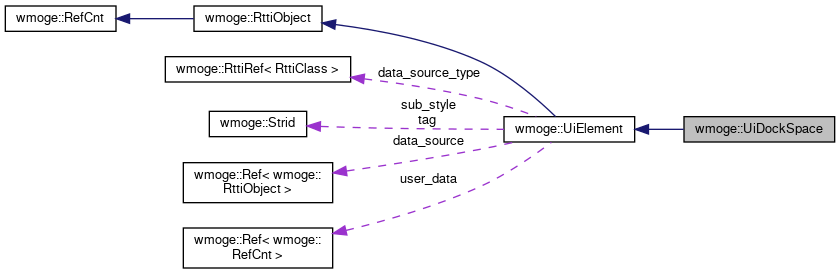 wmoge::RefCnt
wmoge::RttiObject
wmoge::RttiRef< RttiClass >
data_source_type
wmoge::Strid
sub_style
tag
wmoge::UiElement
wmoge::UiDockSpace
data_source
wmoge::Ref< wmoge::
RttiObject >
user_data
wmoge::Ref< wmoge::
RefCnt >